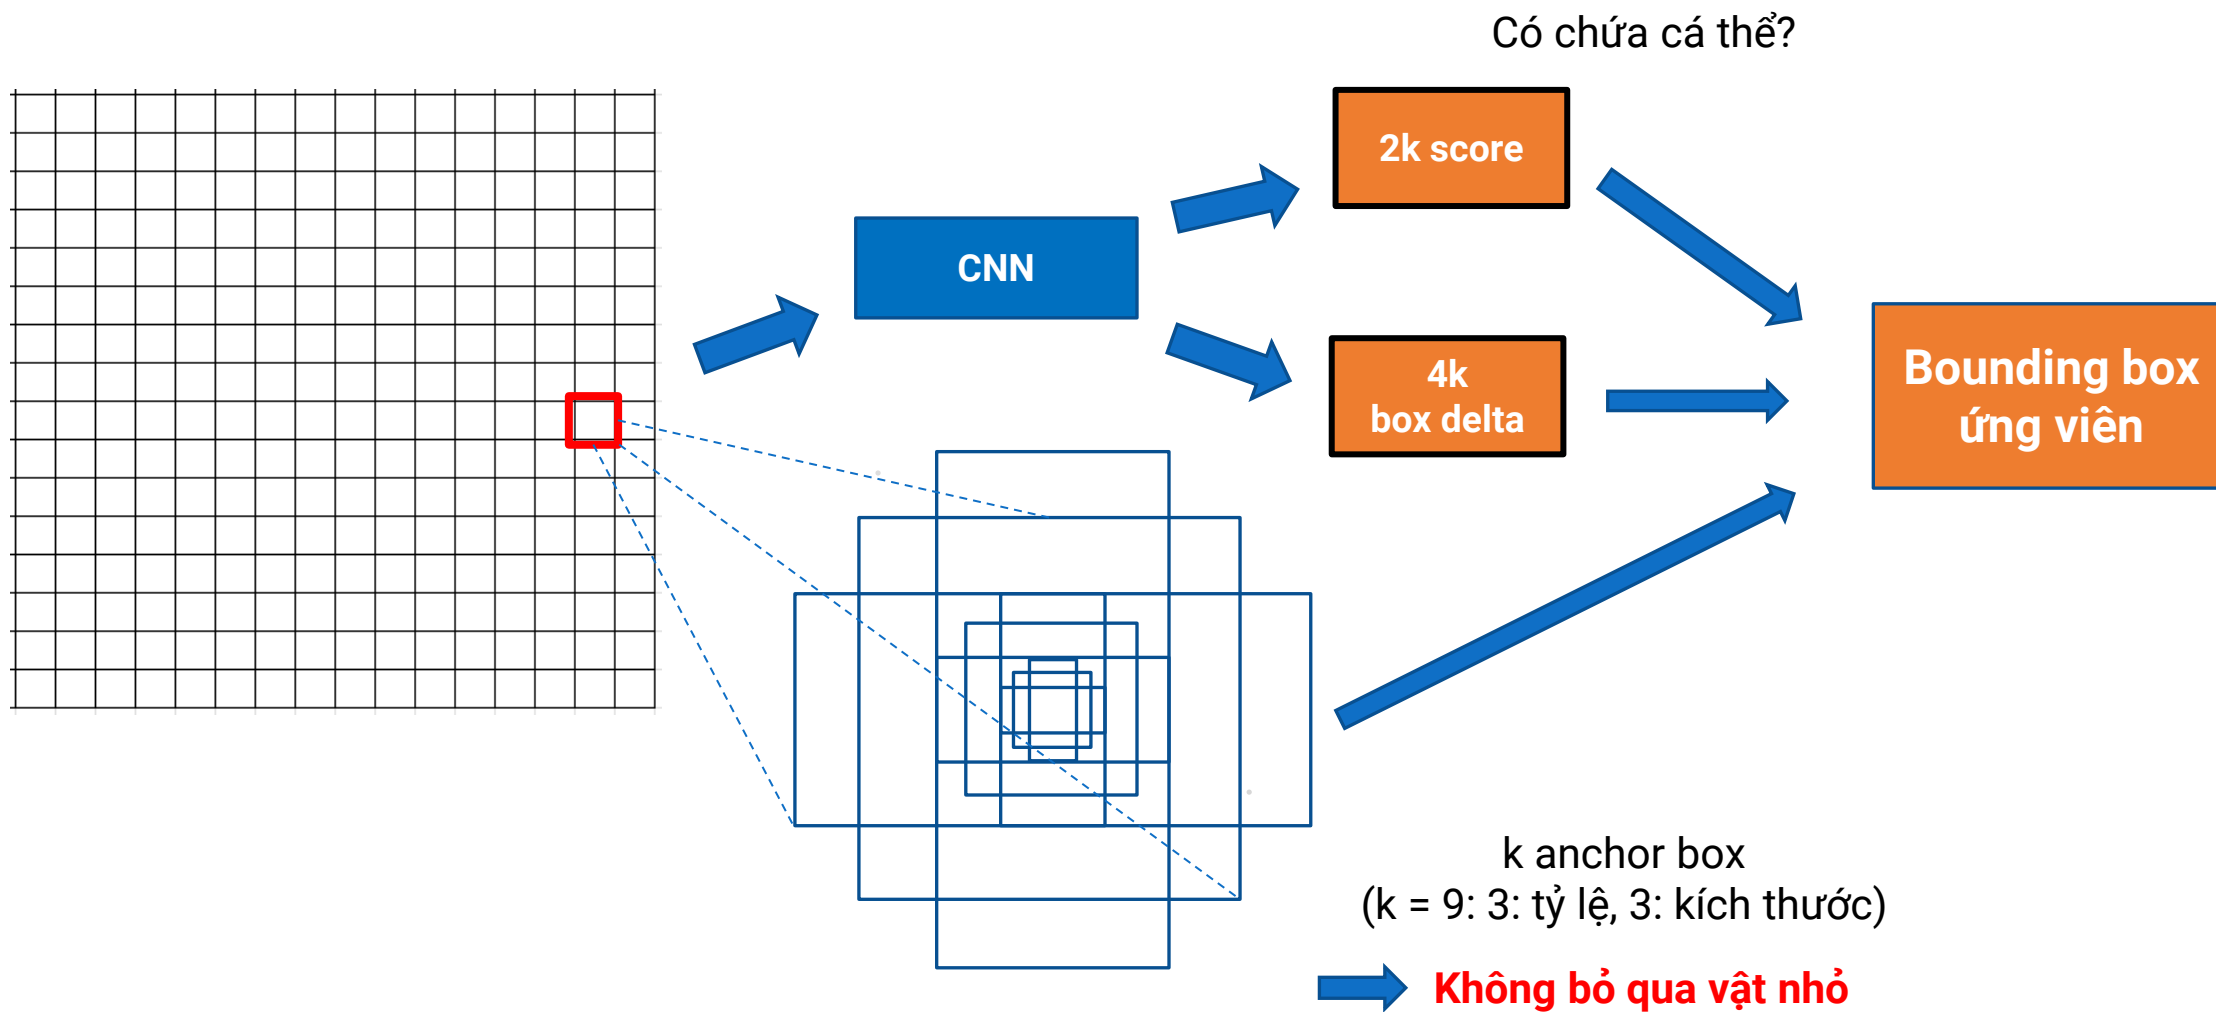 Có chứa cá thể?
2k score
CNN
4k
box delta
Bounding box
ứng viên
k anchor box
(k = 9: 3: tỷ lệ, 3: kích thước)
Không bỏ qua vật nhỏ